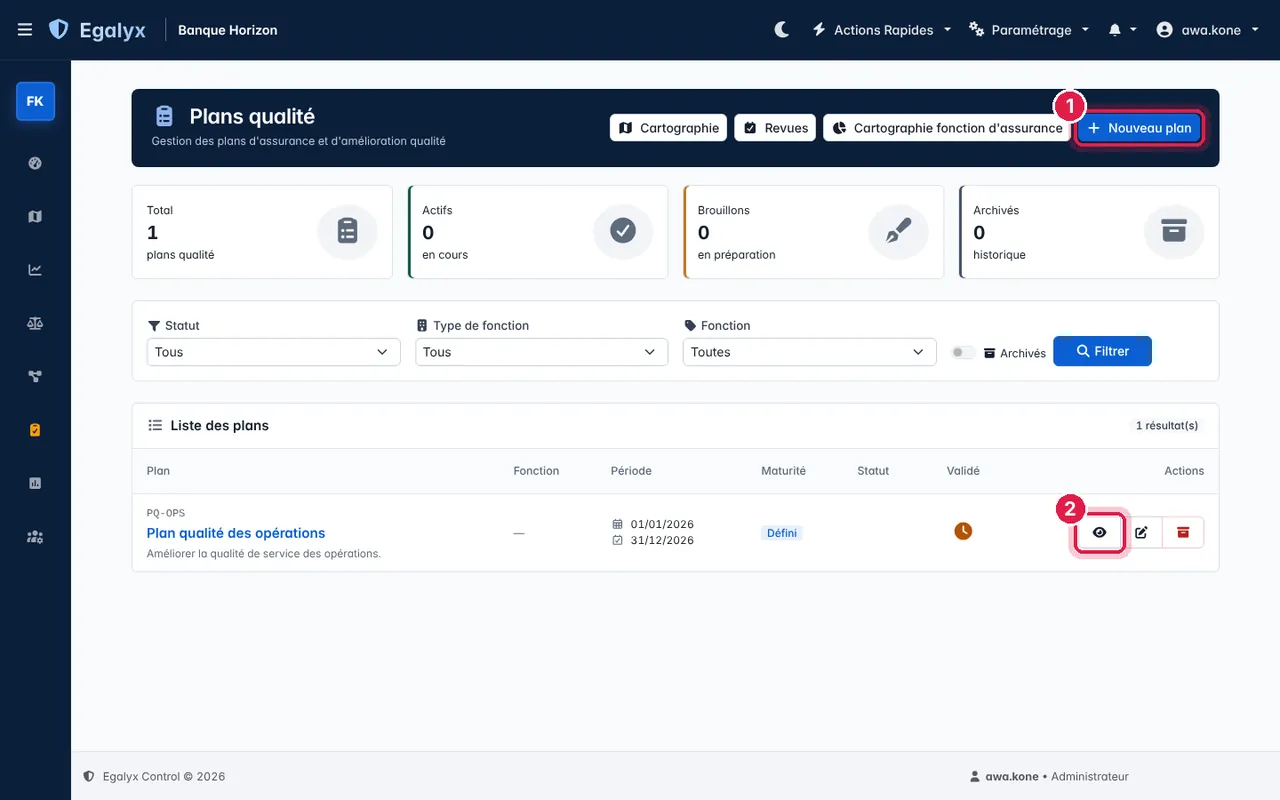 Egalyx
Banque Horizon
Actions Rapides
Paramétrage
awa.kone
FK
Plans qualité
Gestion des plans d'assurance et d'amélioration qualité
Cartographie
Revues
Cartographie fonction d'assurance
1
Nouveau plan
Total
1
plans qualité
Actifs
0
en cours
Brouillons
0
en préparation
Archivés
0
historique
Statut
Tous
Type de fonction
Tous
Fonction
Toutes
Archivés
Filtrer
Liste des plans
1 résultat(s)
Plan Fonction Période Maturité Statut Validé Actions
PQ-OPS
Plan qualité des opérations
Améliorer la qualité de service des opérations.
—
01/01/2026
31/12/2026
Défini
2
Egalyx Control © 2026
awa.kone • Administrateur